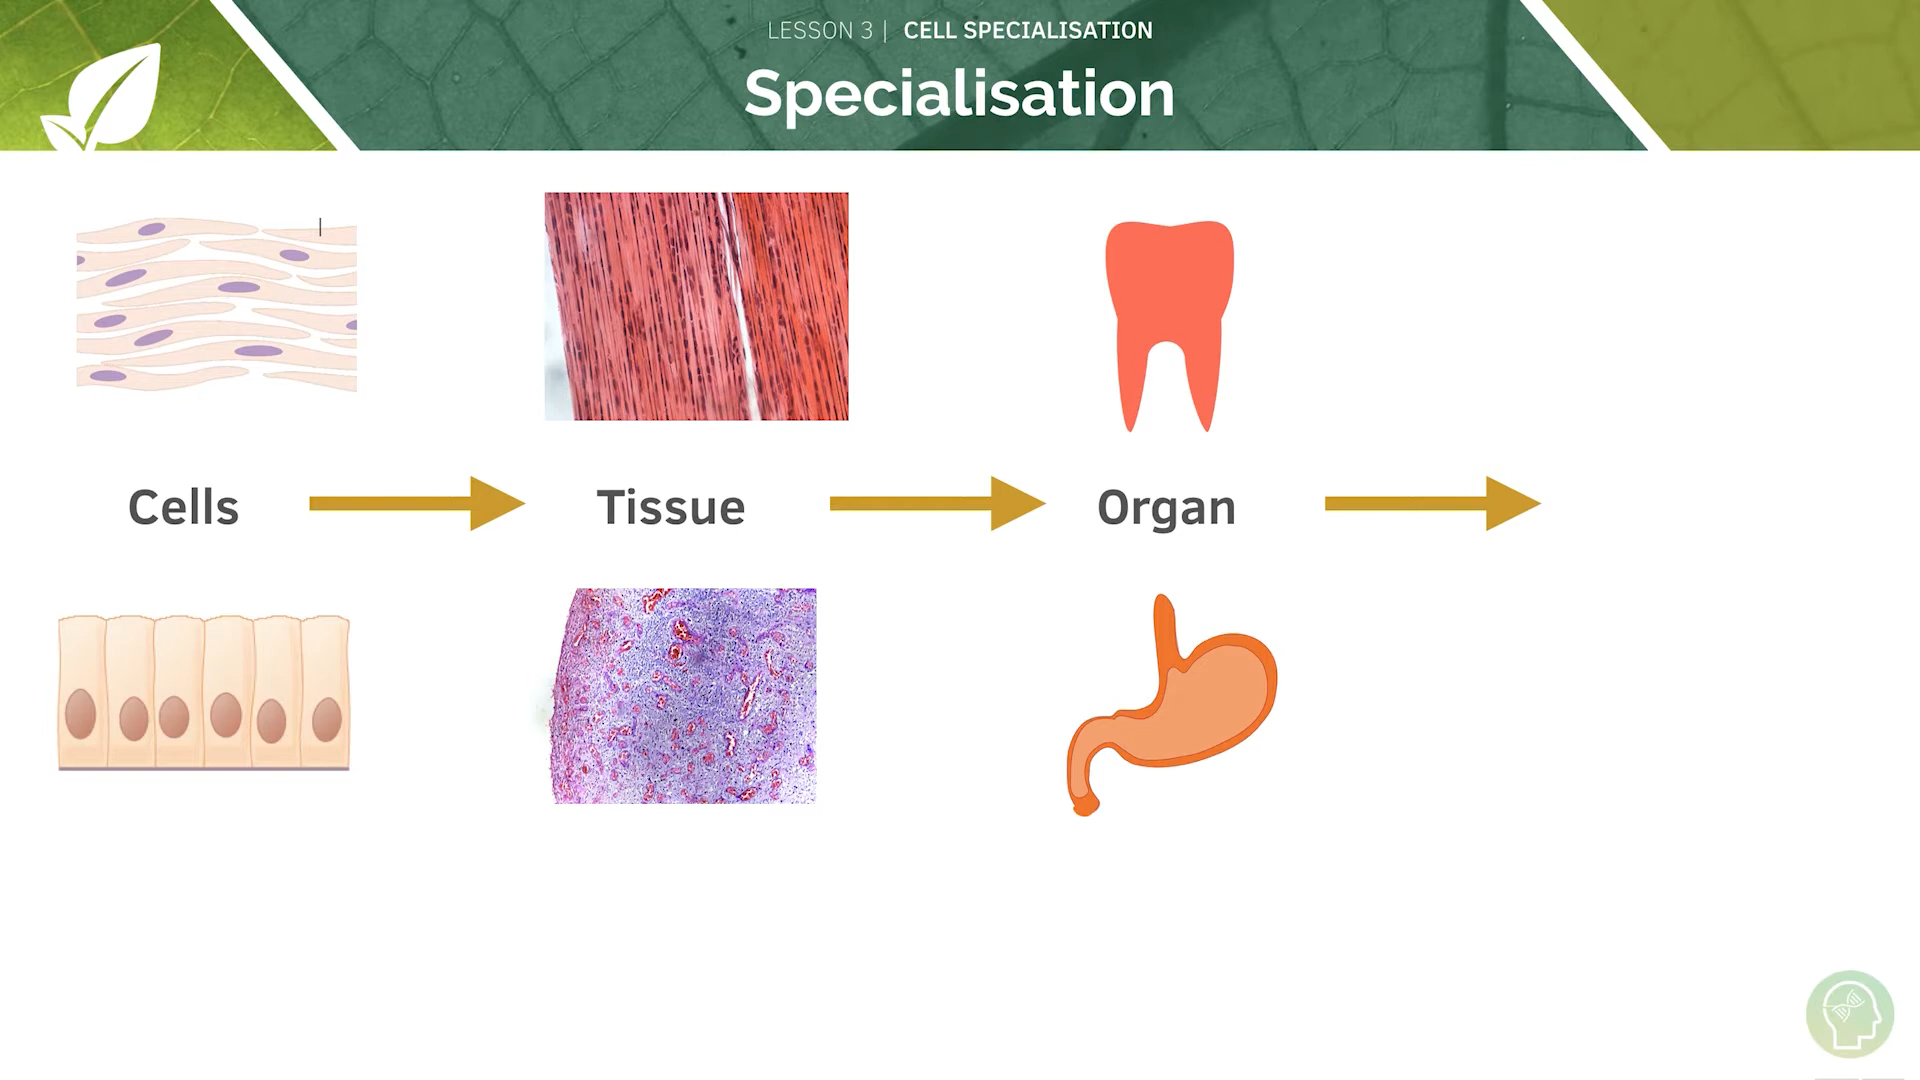 LESSON 3 | CELL SPECIALISATION
Specialisation
Cells
Tissue
Organ